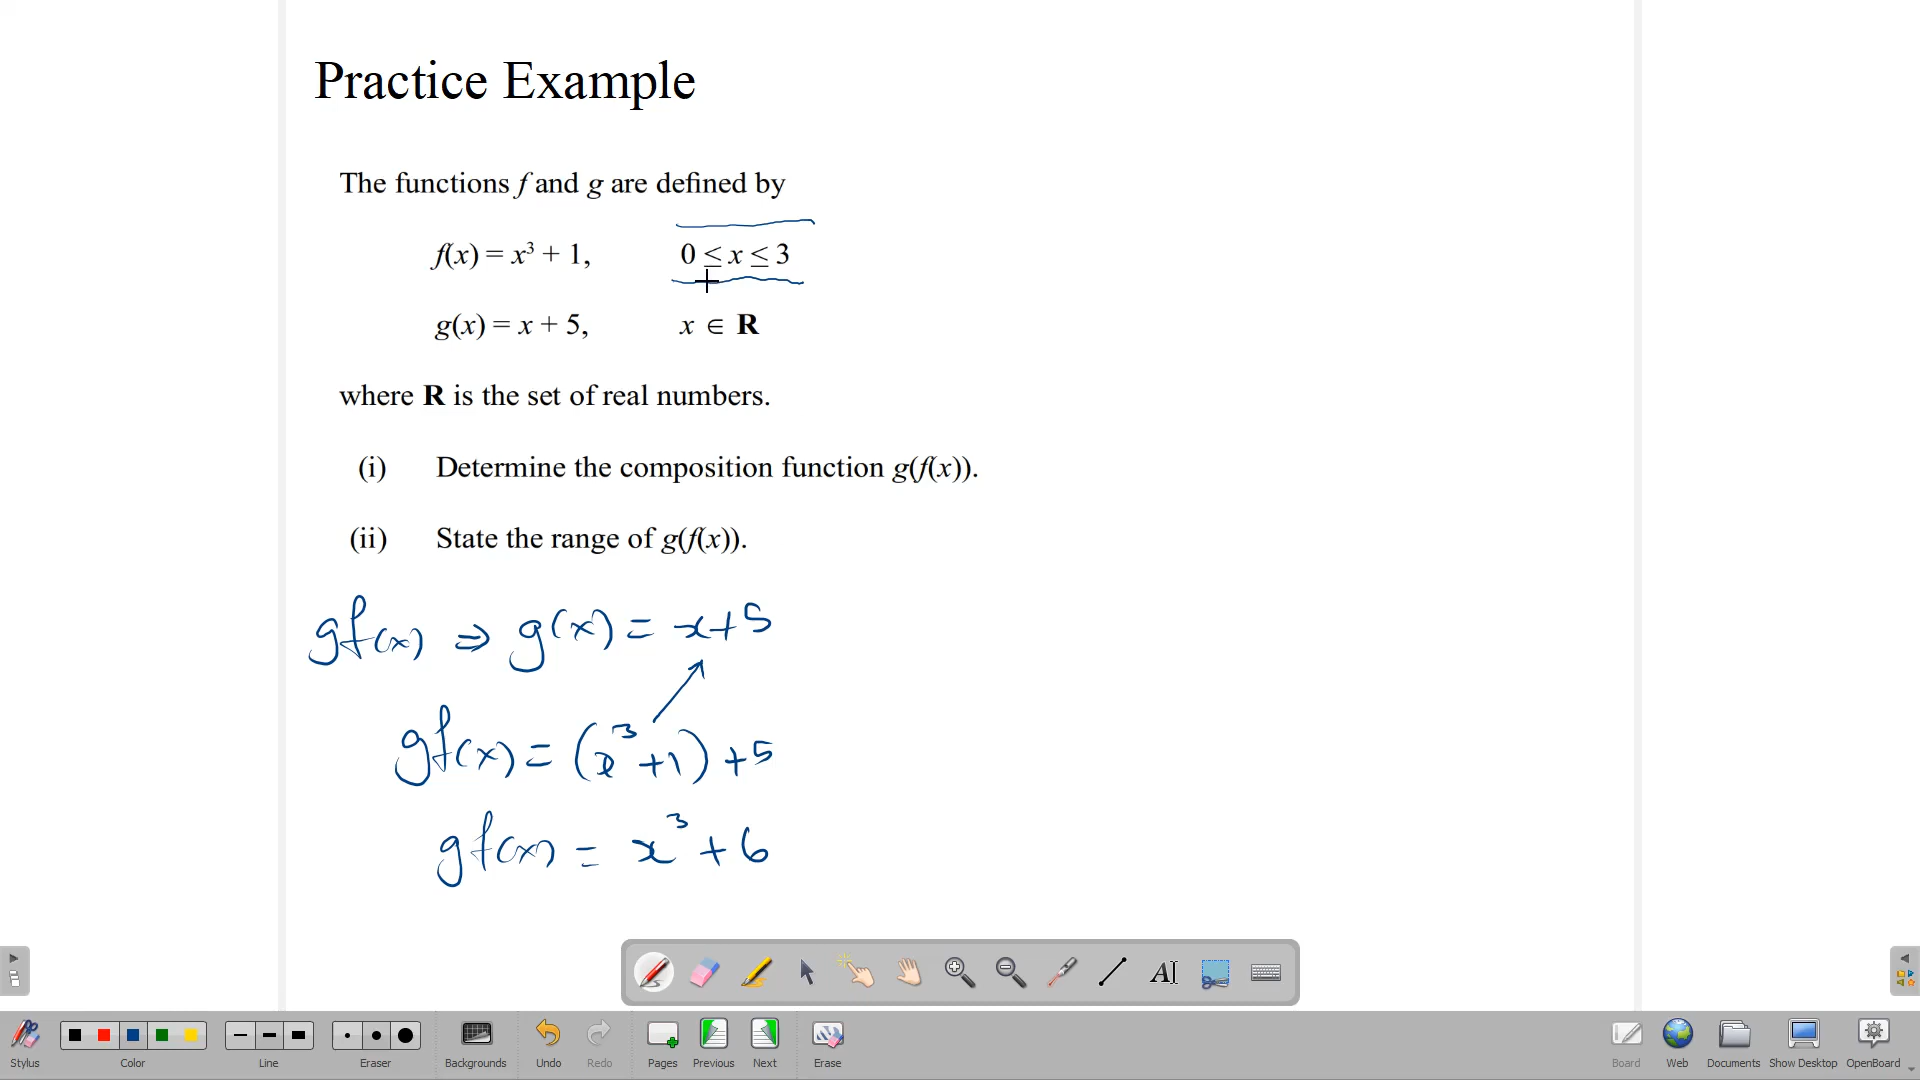 Practice Example
The functions f and g are defined by
f(x) = x³ + 1, 0 ≤ x ≤ 3
g(x) = x + 5, x ∈ R
where R is the set of real numbers.
(i) Determine the composition function g(f(x)).
(ii) State the range of g(f(x)).
gf(x) ⇒ g(x) = x+5
gf(x) = (x³+1)+5
gf(x) = x³+6
AI
Stylus Color Line Eraser Backgrounds Undo Redo Pages Previous Next Erase Board Web Documents Show Desktop OpenBoard